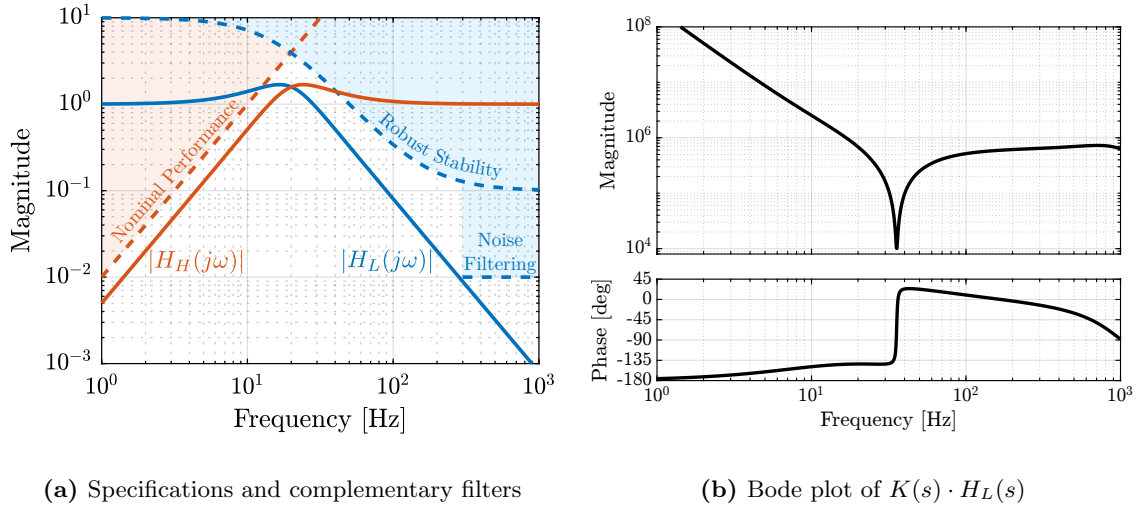 10^1
10^0
10^{-1}
10^{-2}
10^{-3}
Magnitude
Nominal Performance
Robust Stability
Noise
Filtering
|H_H(jω)|
|H_L(jω)|
10^0
10^1
10^2
10^3
Frequency [Hz]
(a) Specifications and complementary filters
10^8
10^6
10^4
Magnitude
45
0
-45
-90
-135
-180
Phase [deg]
10^0
10^1
10^2
10^3
Frequency [Hz]
(b) Bode plot of K(s) · H_L(s)